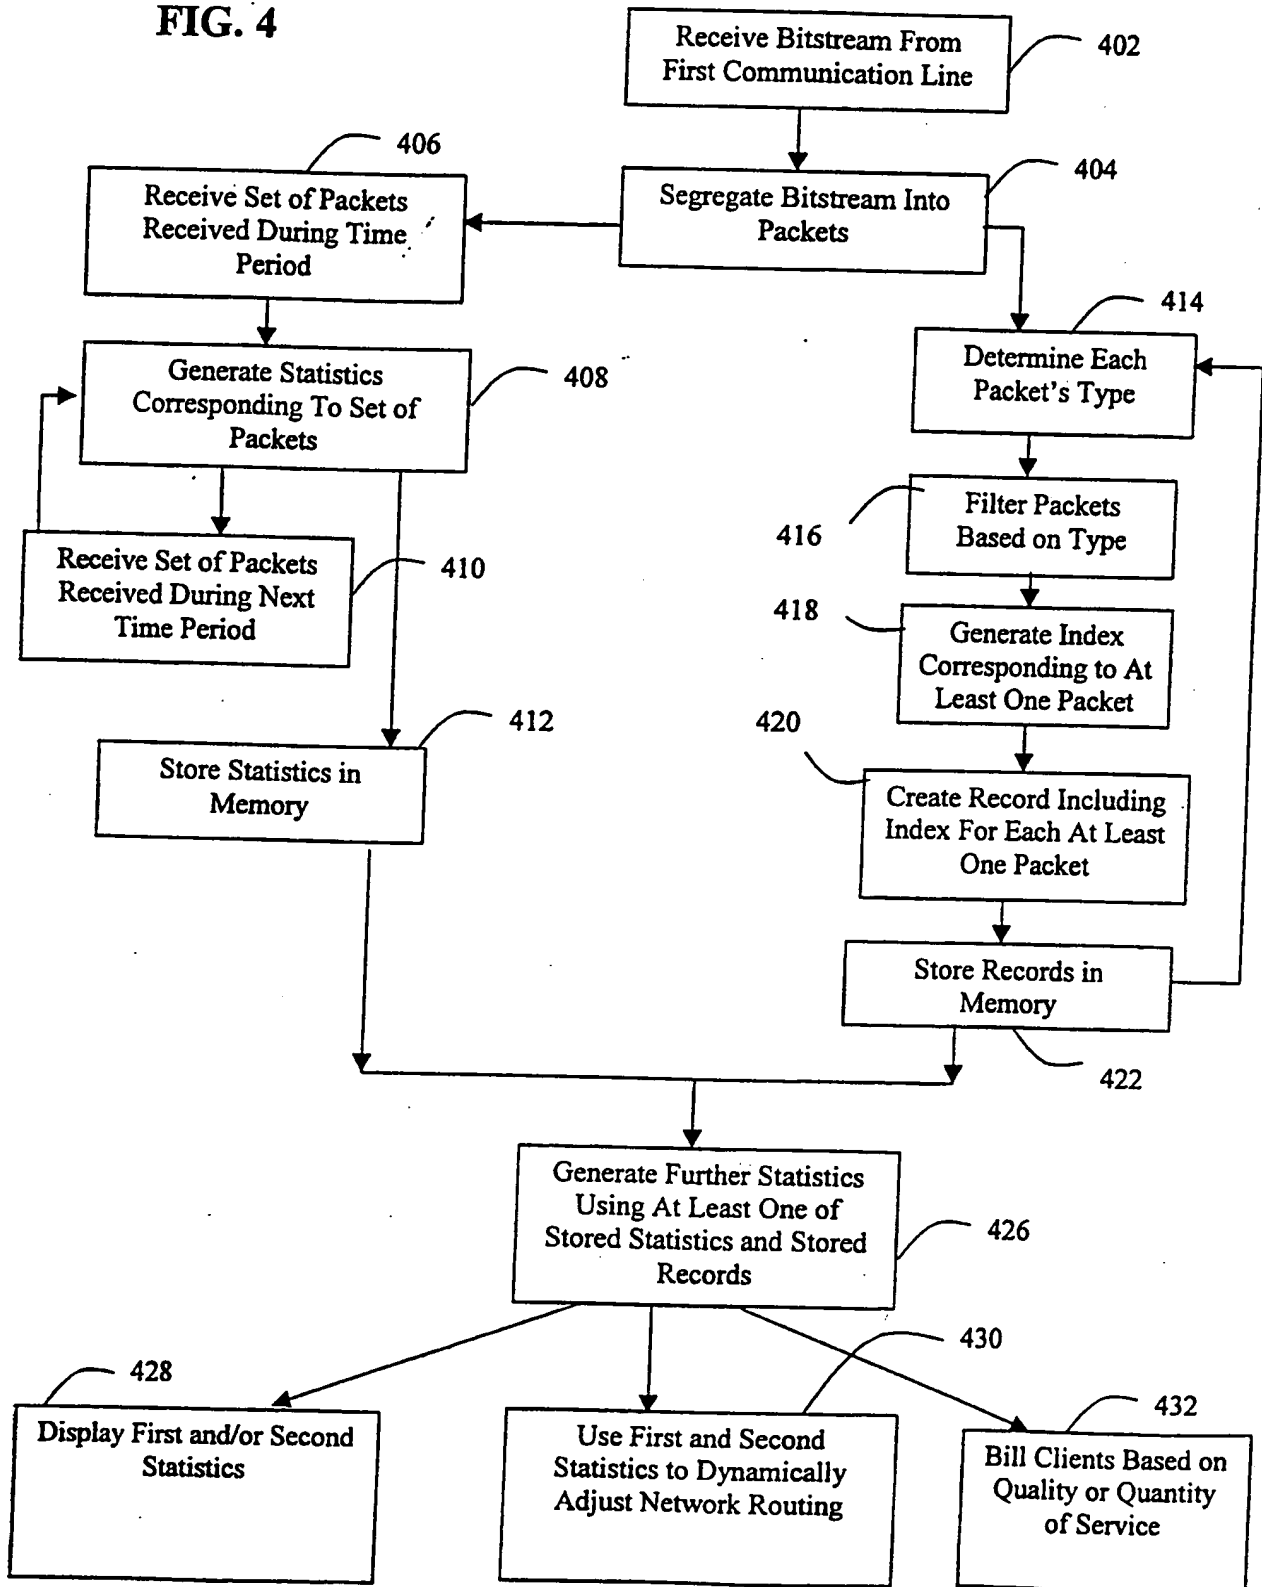 FIG. 4
Receive Bitstream From
First Communication Line
402
406
404
Receive Set of Packets
Received During Time
Period
Segregate Bitstream Into
Packets
414
Generate Statistics
Corresponding To Set of
Packets
408
Determine Each
Packet's Type
Filter Packets
Based on Type
416
Receive Set of Packets
Received During Next
Time Period
410
418
Generate Index
Corresponding to At
Least One Packet
412
420
Store Statistics in
Memory
Create Record Including
Index For Each At Least
One Packet
Store Records in
Memory
422
Generate Further Statistics
Using At Least One of
Stored Statistics and Stored
Records
426
428
430
432
Display First and/or Second
Statistics
Use First and Second
Statistics to Dynamically
Adjust Network Routing
Bill Clients Based on
Quality or Quantity
of Service